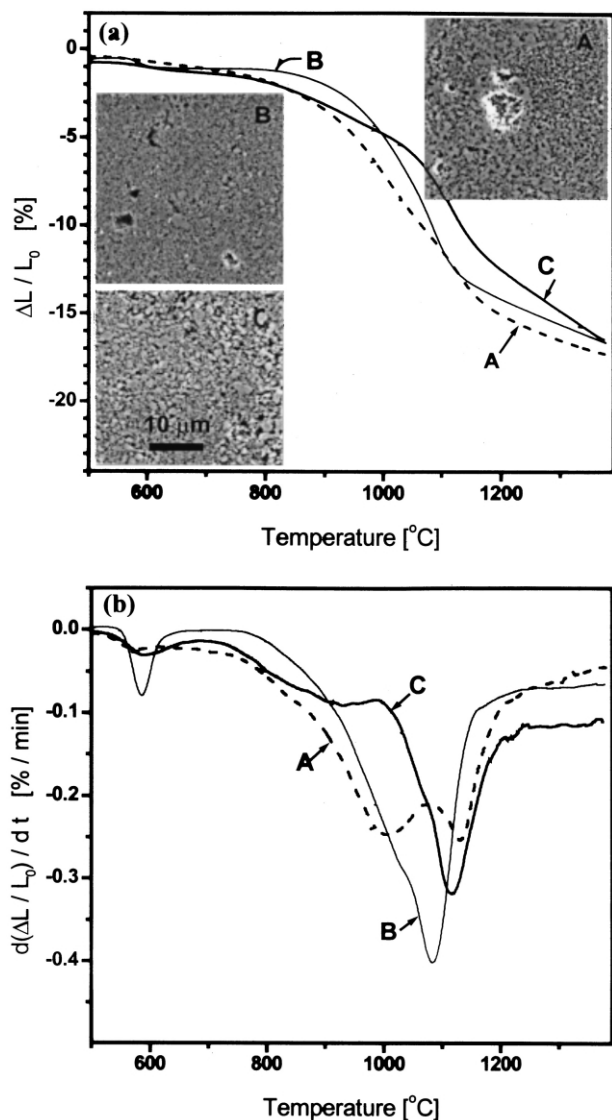 (a)
0
B
A
-5
B
ΔL / L0 [%]
-10
C
-15
C
A
10 μm
-20
600 800 1000 1200
Temperature [°C]
(b)
0.0
C
-0.1
A
d(ΔL / L0) / d t [% / min]
-0.2
-0.3
B
-0.4
600 800 1000 1200
Temperature [°C]